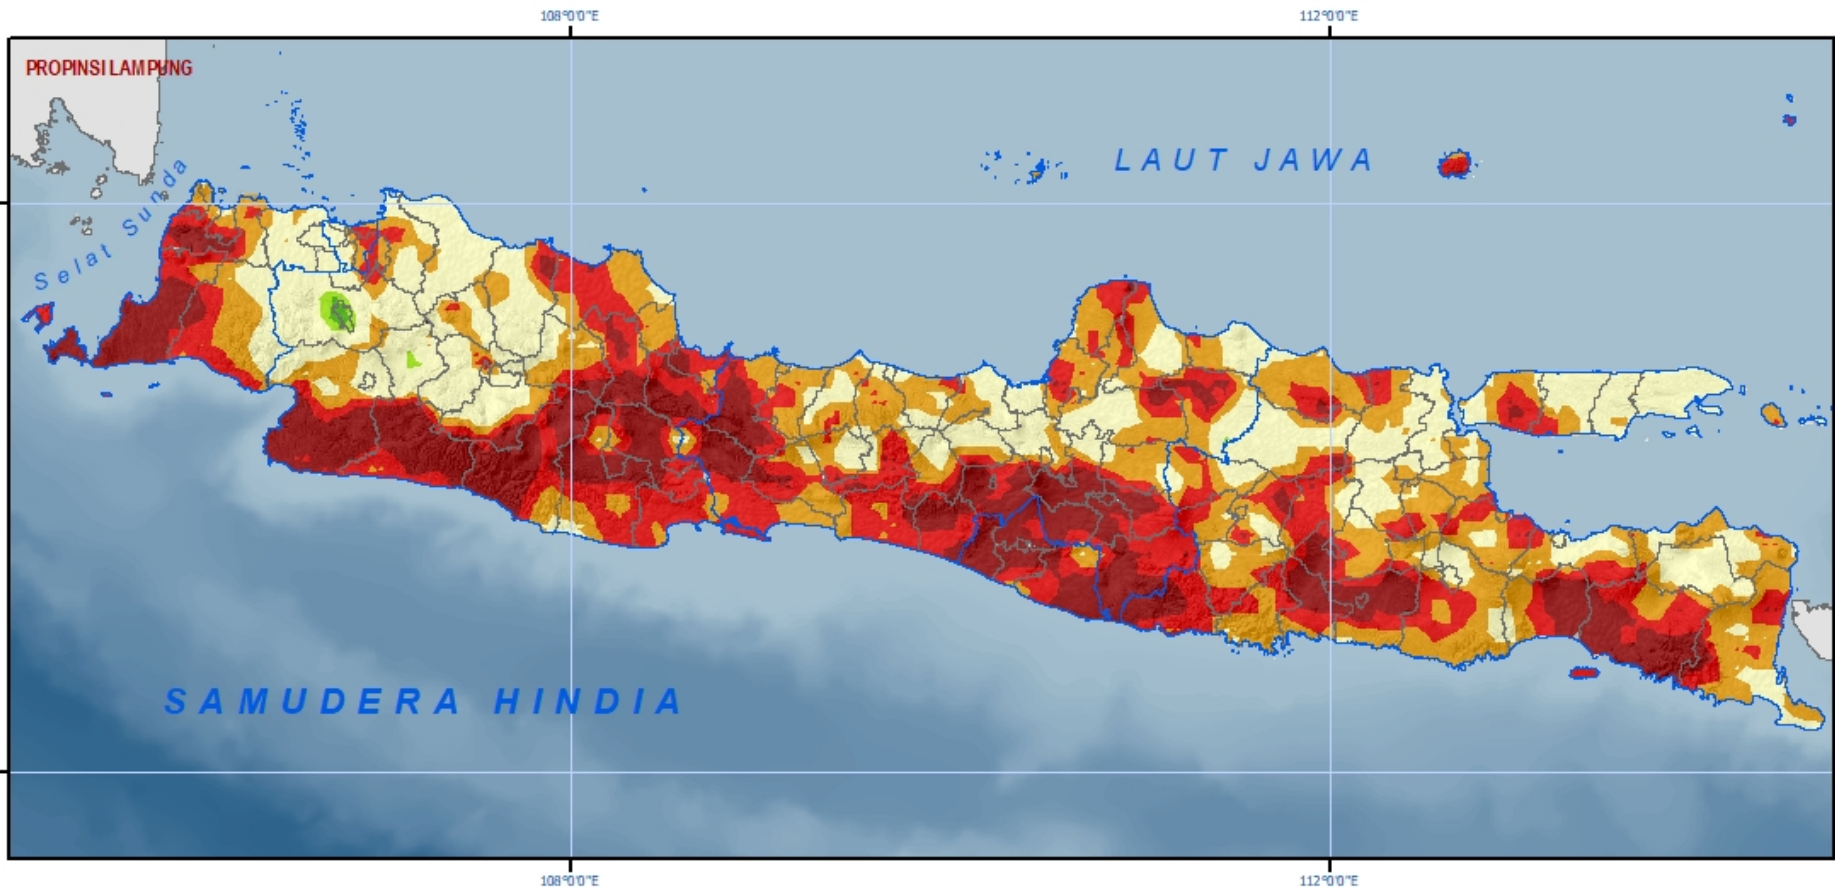 108°0'0"E
112°0'0"E
PROPINSI LAMPUNG
Selat Sunda
LAUT JAWA
SAMUDERA HINDIA
108°0'0"E
112°0'0"E